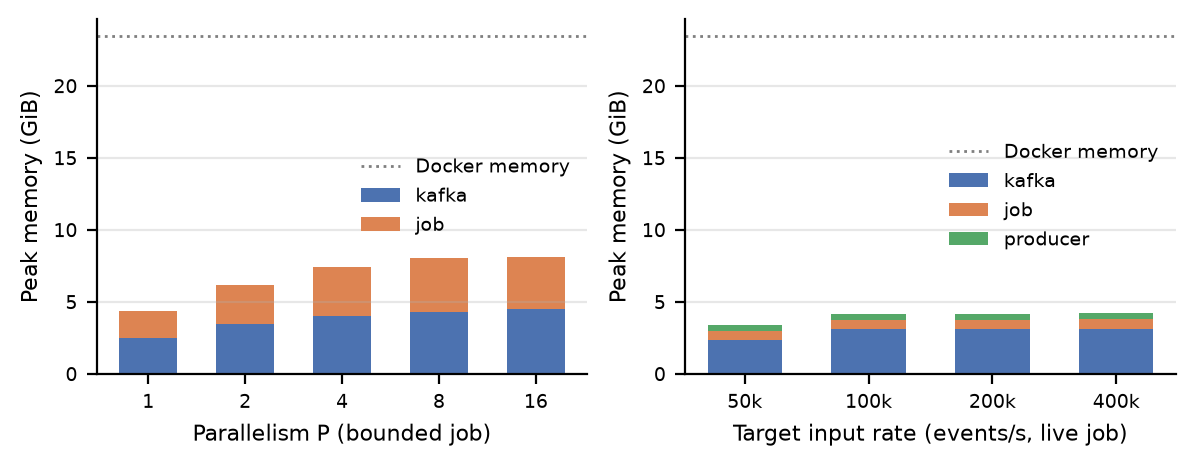 Peak memory (GiB)
20
15
10
5
0
Docker memory
kafka
job
1 2 4 8 16
Parallelism P (bounded job)
Peak memory (GiB)
20
15
10
5
0
Docker memory
kafka
job
producer
50k 100k 200k 400k
Target input rate (events/s, live job)